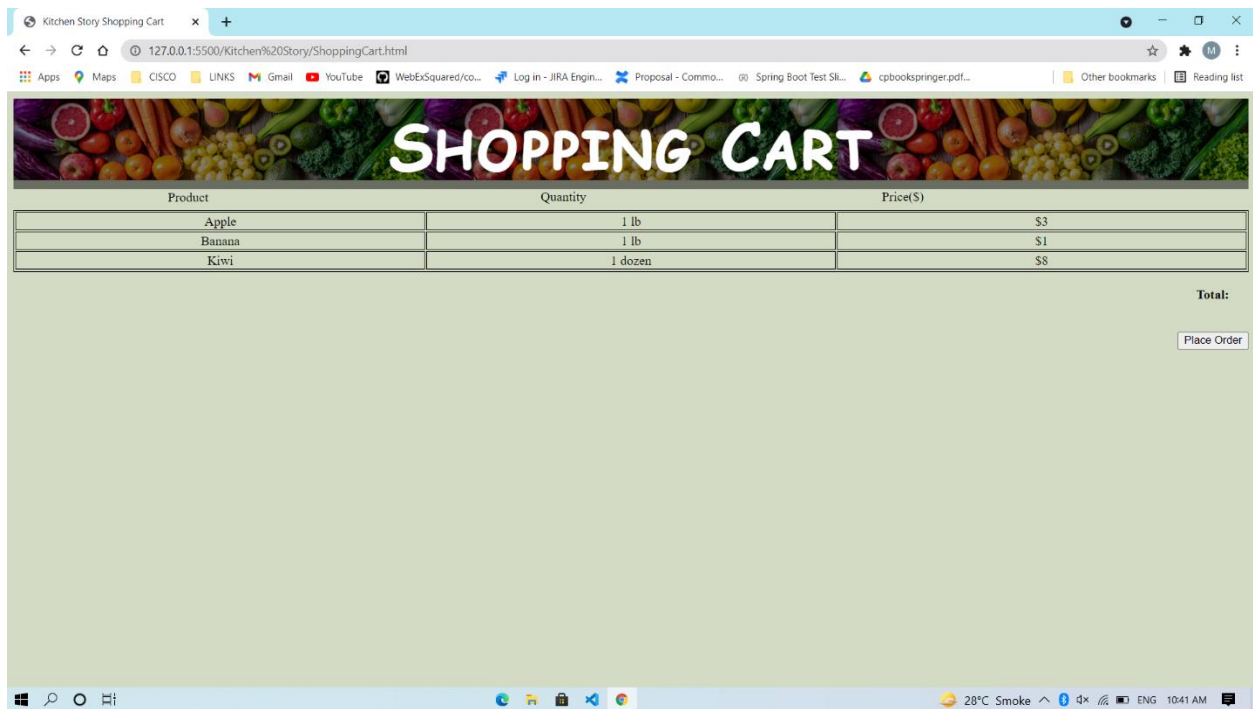 Kitchen Story Shopping Cart
127.0.0.1:5500/Kitchen%20Story/ShoppingCart.html
M
Apps Maps CISCO LINKS Gmail YouTube WebExSquared/co... Log in - JIRA Engin... Proposal - Commo... Spring Boot Test Sli... cpbookspringer.pdf... Other bookmarks Reading list
SHOPPING CART
Product Quantity Price($)
Apple 1 lb $3
Banana 1 lb $1
Kiwi 1 dozen $8
Total:
Place Order
28°C Smoke ENG 10:41 AM